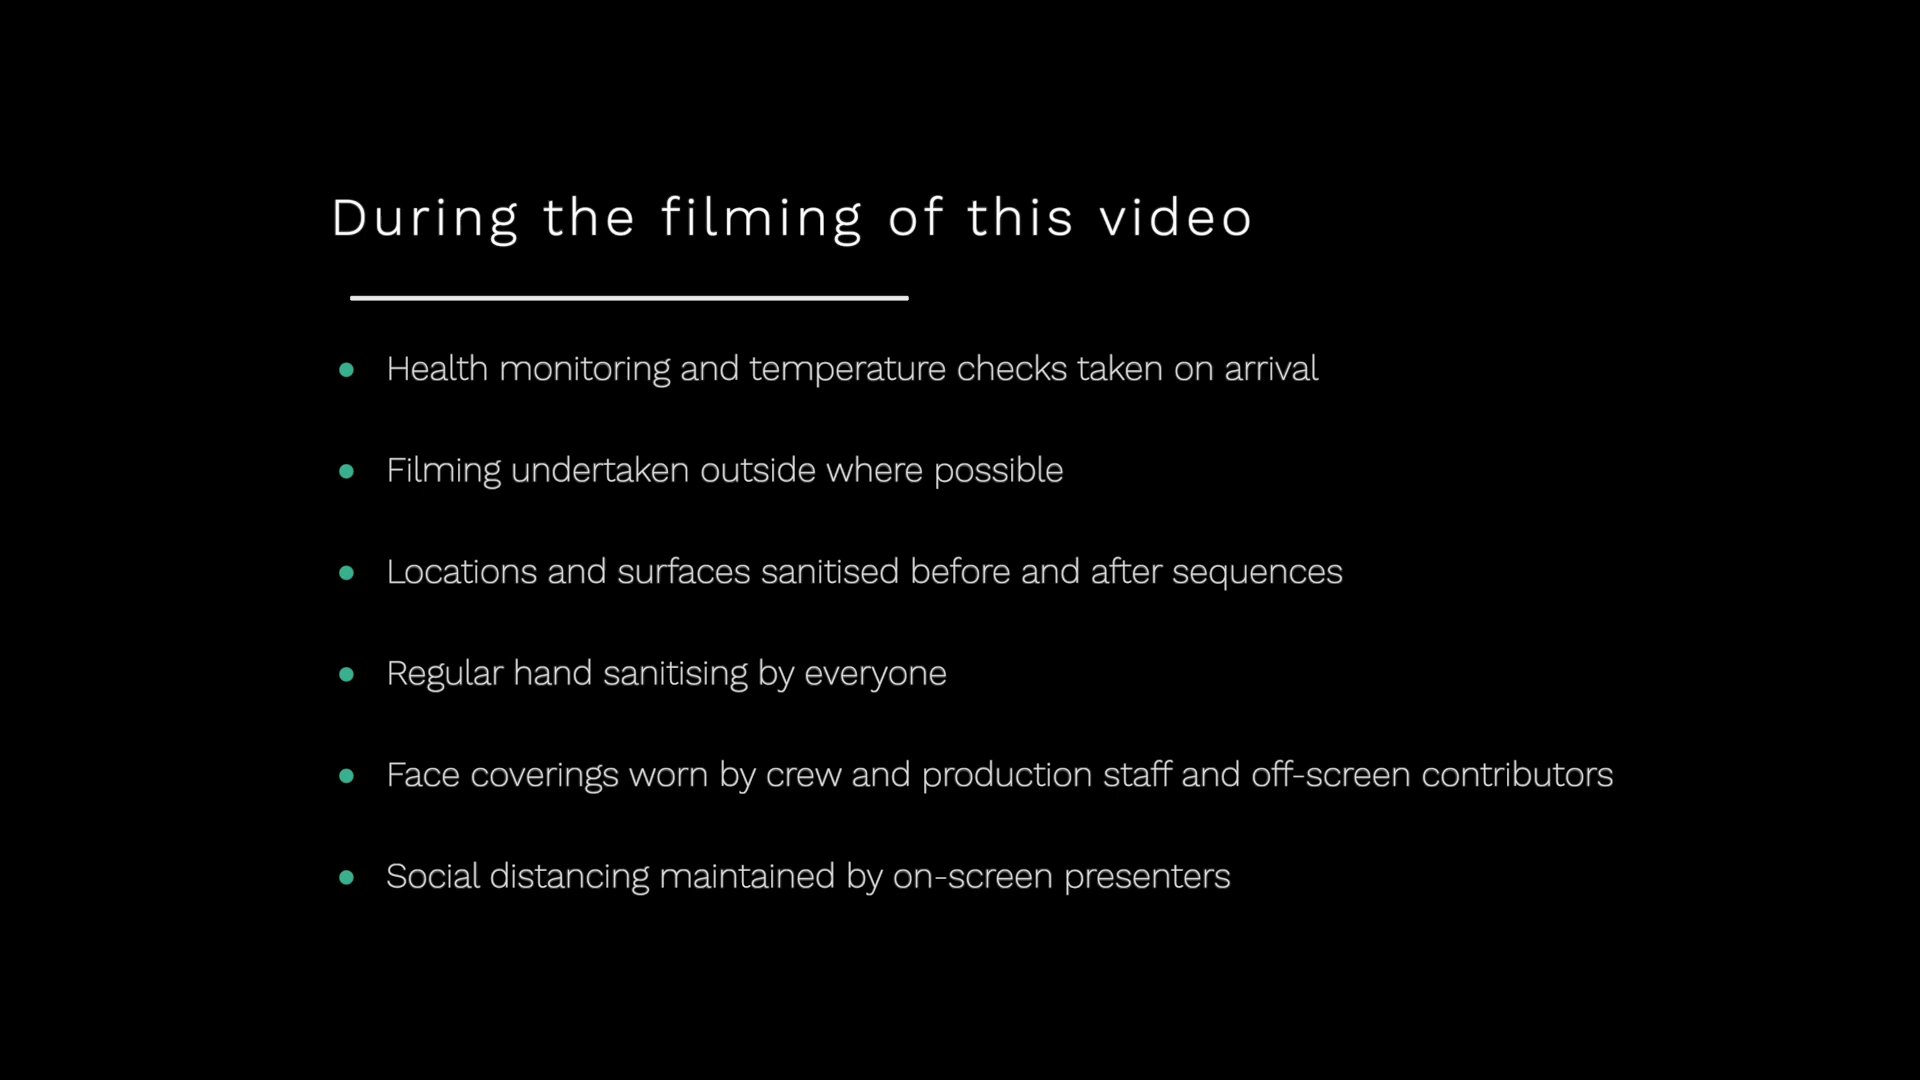 During the filming of this video
Health monitoring and temperature checks taken on arrival
Filming undertaken outside where possible
Locations and surfaces sanitised before and after sequences
Regular hand sanitising by everyone
Face coverings worn by crew and production staff and off-screen contributors
Social distancing maintained by on-screen presenters